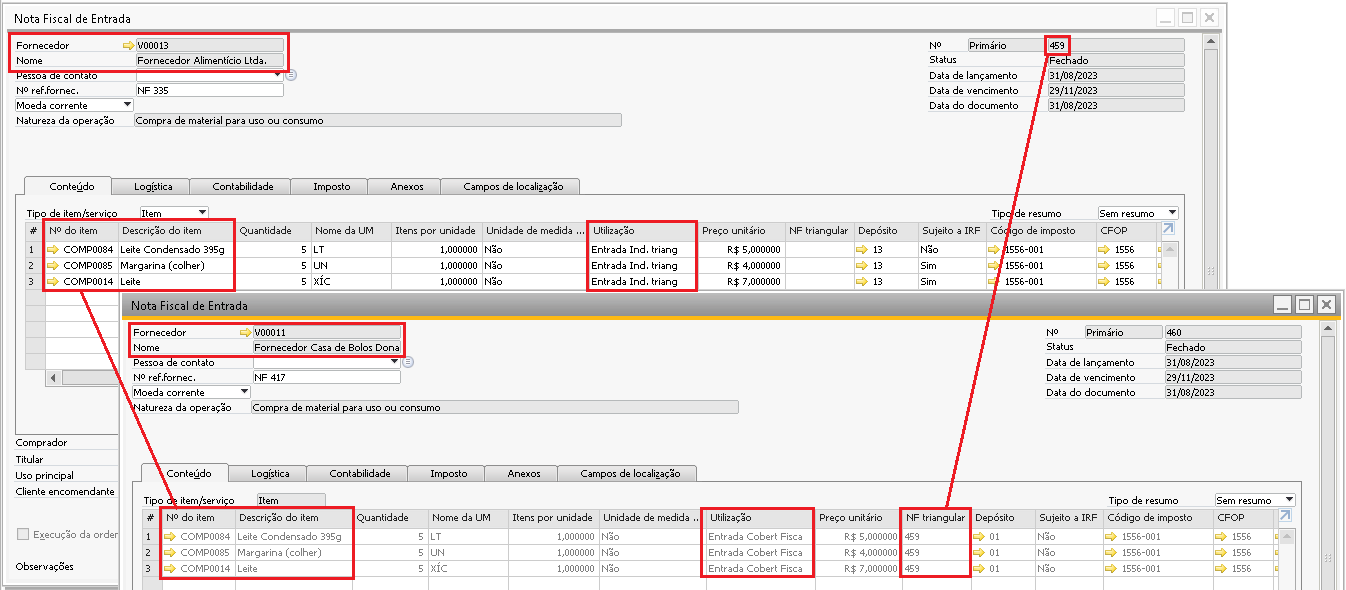 Nota Fiscal de Entrada
Fornecedor V00013 Nº Primário 459
Nome Fornecedor Alimentício Ltda. Status Fechado
Pessoa de contato Data de lançamento 31/08/2023
Nº ref.fornec. NF 335 Data de vencimento 29/11/2023
Moeda corrente Data do documento 31/08/2023
Natureza da operação Compra de material para uso ou consumo
Conteúdo Logística Contabilidade Imposto Anexos Campos de localização
Tipo de item/serviço Item Tipo de resumo Sem resumo
# Nº do item Descrição do item Quantidade Nome da UM Itens por unidade Unidade de medida ... Utilização Preço unitário NF triangular Depósito Sujeito a IRF Código de imposto CFOP
1 COMP0084 Leite Condensado 395g 5 LT 1,000000 Não Entrada Ind. triang R$ 5,000000 13 Não 1556-001 1556
2 COMP0085 Margarina (colher) 5 UN 1,000000 Não Entrada Ind. triang R$ 4,000000 13 Sim 1556-001 1556
3 COMP0014 Leite 5 XÍC 1,000000 Não Entrada Ind. triang R$ 7,000000 13 Sim 1556-001 1556
Comprador
Titular
Uso principal
Cliente encomendante
Execução da order
Observações
Nota Fiscal de Entrada
Fornecedor V00011 Nº Primário 460
Nome Fornecedor Casa de Bolos Dona Status Fechado
Pessoa de contato Data de lançamento 31/08/2023
Nº ref.fornec. NF 417 Data de vencimento 29/11/2023
Moeda corrente Data do documento 31/08/2023
Natureza da operação Compra de material para uso ou consumo
Conteúdo Logística Contabilidade Imposto Anexos Campos de localização
Tipo de item/serviço Item Tipo de resumo Sem resumo
# Nº do item Descrição do item Quantidade Nome da UM Itens por unidade Unidade de medida ... Utilização Preço unitário NF triangular Depósito Sujeito a IRF Código de imposto CFOP
1 COMP0084 Leite Condensado 395g 5 LT 1,000000 Não Entrada Cobert Fisca R$ 5,000000 459 01 Não 1556-001 1556
2 COMP0085 Margarina (colher) 5 UN 1,000000 Não Entrada Cobert Fisca R$ 4,000000 459 01 Não 1556-001 1556
3 COMP0014 Leite 5 XÍC 1,000000 Não Entrada Cobert Fisca R$ 7,000000 459 01 Não 1556-001 1556